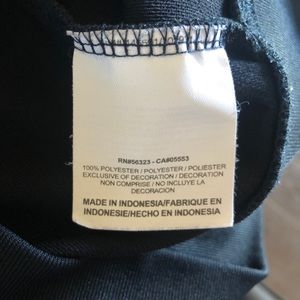 RN#56323 - CA#05553
100% POLYESTER / POLYESTER / POLIESTER
EXCLUSIVE OF DECORATION / DECORATION
NON COMPRISE / NO INCLUYE LA
DECORACION
MADE IN INDONESIA/FABRIQUE EN
INDONESIE/HECHO EN INDONESIA